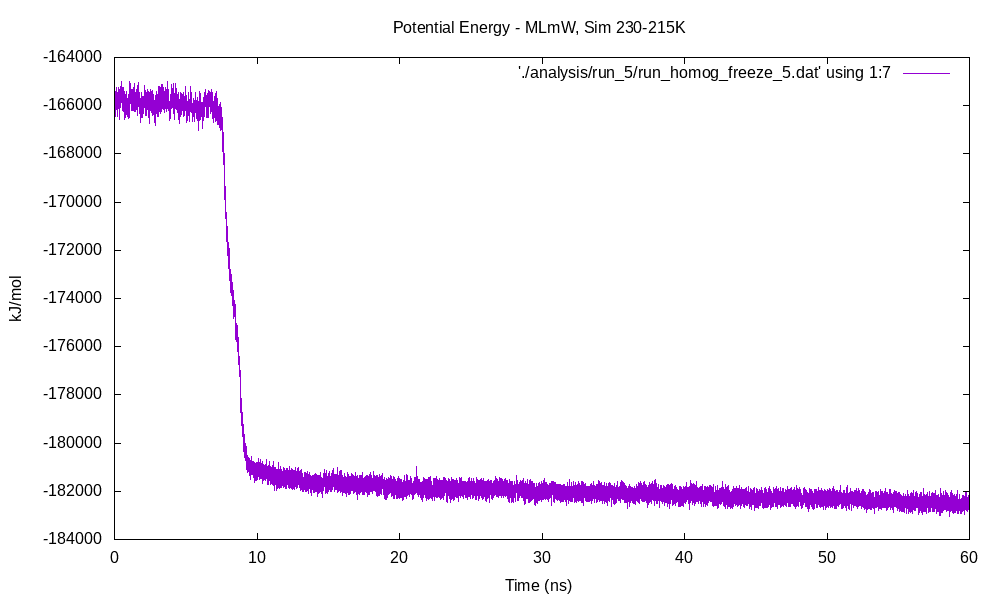 Potential Energy - MLmW, Sim 230-215K
'./analysis/run_5/run_homog_freeze_5.dat' using 1:7
-164000
-166000
-168000
-170000
-172000
-174000
-176000
-178000
-180000
-182000
-184000
kJ/mol
0 10 20 30 40 50 60
Time (ns)